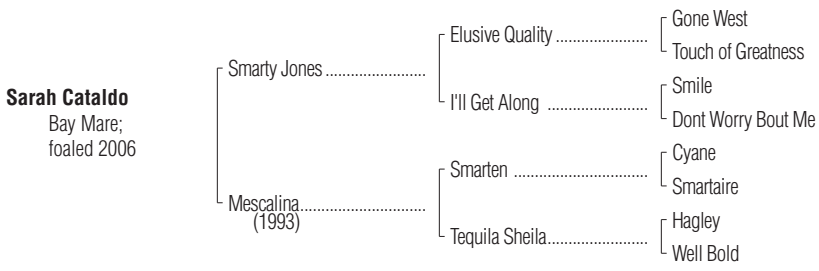 Gone West
Elusive Quality ........................
Touch of Greatness
Smarty Jones ..........................
Smile
I'll Get Along ..........................
Dont Worry Bout Me
Sarah Cataldo
Bay Mare;
foaled 2006
Cyane
Smarten ................................
Smartaire
Mescalina................................
(1993)
Hagley
Tequila Sheila..........................
Well Bold